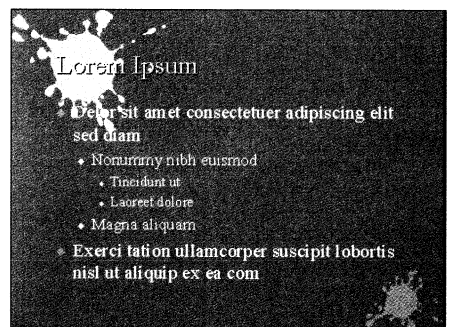 Lorem Ipsum
Dolor sit amet consectetuer adipiscing elit
sed diam
Nonummy nibh euismod
Tincidunt ut
Laoreet dolore
Magna aliquam
Exerci tation ullamcorper suscipit lobortis
nisl ut aliquip ex ea com